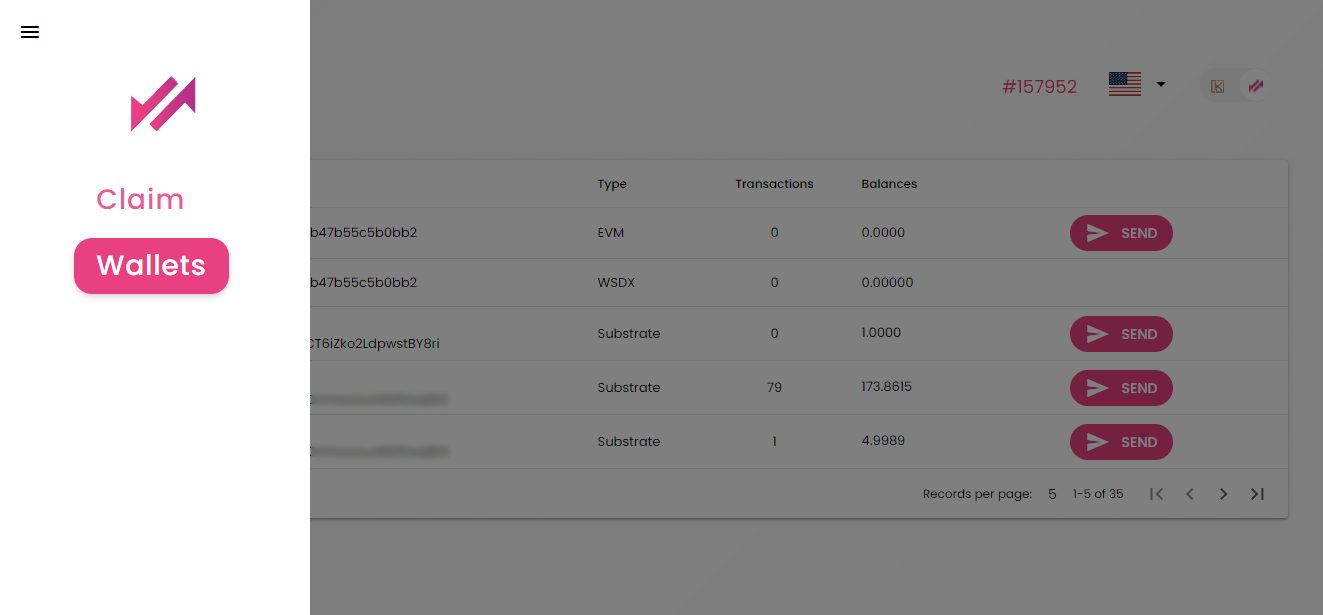 #157952
Claim
Wallets
Type Transactions Balances
b47b55c5b0bb2 EVM 0 0.0000 SEND
b47b55c5b0bb2 WSDX 0 0.00000
CT6iZko2LdpwstBY8ri Substrate 0 1.0000 SEND
Substrate 79 173.8615 SEND
Substrate 1 4.9989 SEND
Records per page: 5 1-5 of 35